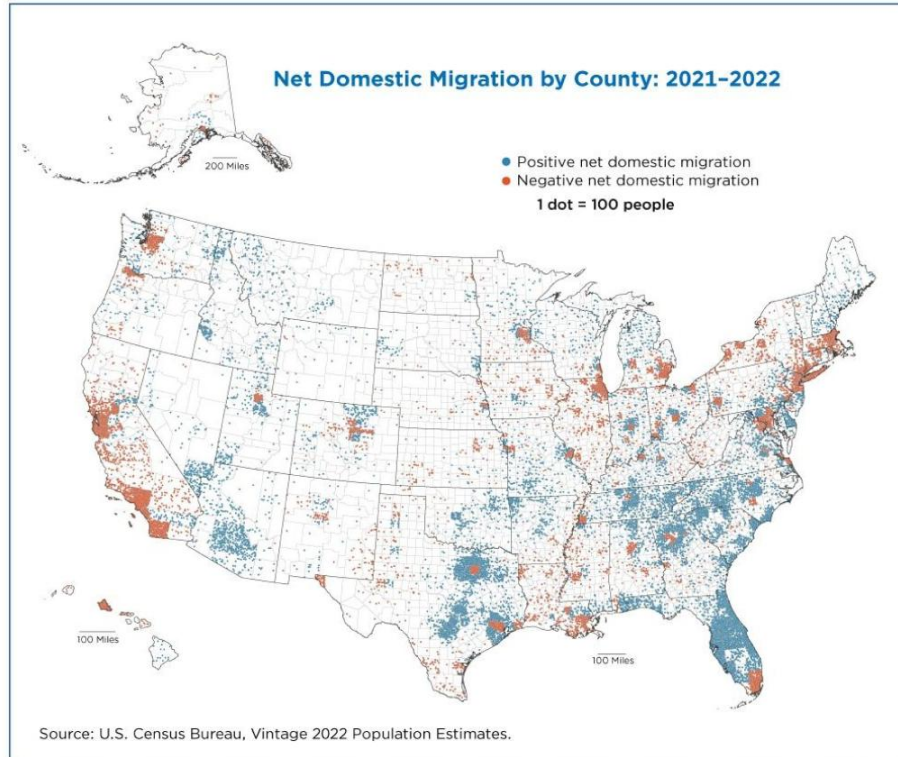 Net Domestic Migration by County: 2021–2022
200 Miles
Positive net domestic migration
Negative net domestic migration
1 dot = 100 people
100 Miles
100 Miles
Source: U.S. Census Bureau, Vintage 2022 Population Estimates.